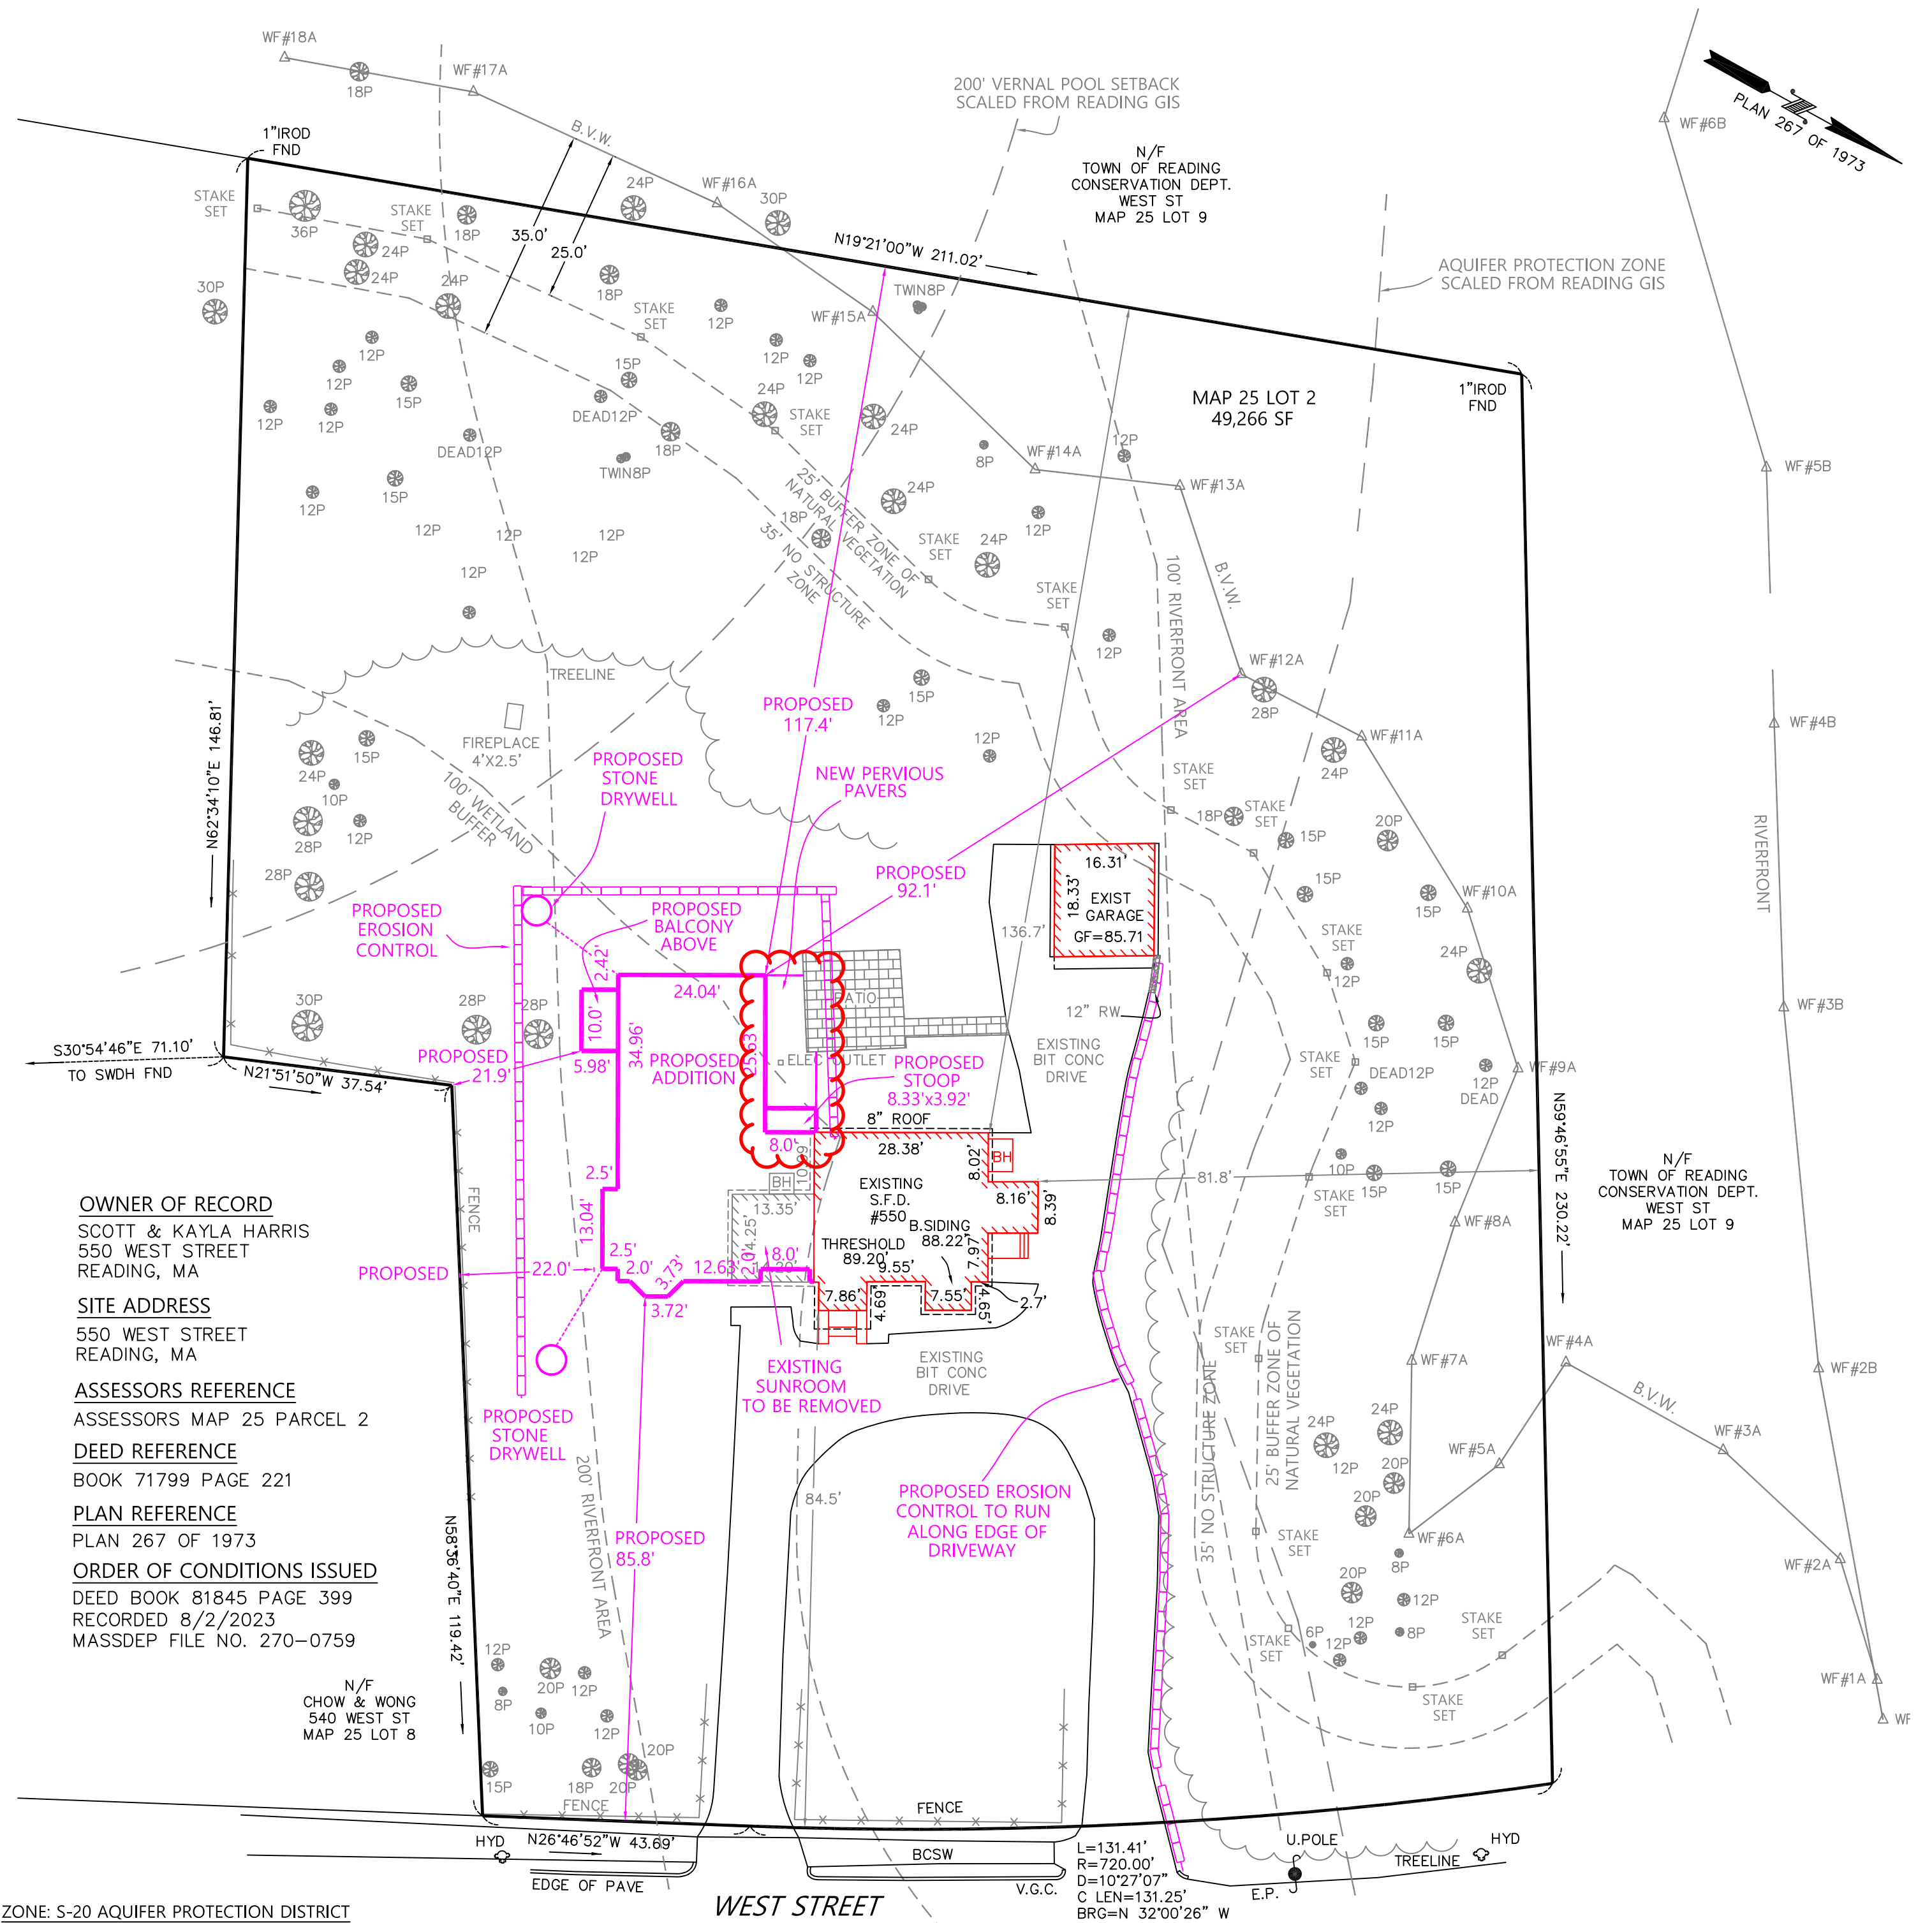 WF#18A
WF#17A
18P
1"IROD
FND
B.V.W.
200' VERNAL POOL SETBACK
SCALED FROM READING GIS
PLAN 267 OF 1973
WF#6B
N/F
TOWN OF READING
CONSERVATION DEPT.
WEST ST
MAP 25 LOT 9
STAKE
SET
36P
STAKE
SET
18P
24P
WF#16A
30P
35.0'
25.0'
24P
24P
24P
30P
18P
N19°21'00"W 211.02'
AQUIFER PROTECTION ZONE
SCALED FROM READING GIS
TWIN8P
WF#15A
STAKE
SET
12P
12P
12P
12P
12P
15P
15P
DEAD12P
24P
STAKE
SET
24P
MAP 25 LOT 2
49,266 SF
1"IROD
FND
12P
12P
DEAD12P
18P
TWIN8P
8P
WF#14A
12P
WF#13A
WF#5B
15P
12P
25' BUFFER ZONE OF
NATURAL VEGETATION
24P
12P
18P
35' NO STRUCTURE
ZONE
STAKE
SET
24P
12P
12P
12P
12P
12P
STAKE
SET
B.V.W.
100' RIVERFRONT AREA
12P
WF#12A
28P
TREELINE
15P
12P
PROPOSED
117.4'
N62°34'10"E 146.81'
FIREPLACE
4'X2.5'
24P
15P
10P
12P
28P
28P
100' WETLAND
BUFFER
PROPOSED
STONE
DRYWELL
NEW PERVIOUS
PAVERS
12P
WF#11A
24P
WF#4B
STAKE
SET
18P
STAKE
SET
15P
20P
RIVERFRONT
PROPOSED
92.1'
16.31'
18.33'
EXIST
GARAGE
GF=85.71
15P
15P
WF#10A
PROPOSED
EROSION
CONTROL
PROPOSED
BALCONY
ABOVE
2.42'
136.7'
STAKE
SET
12P
24P
24.04'
PATIO
12" RW
30P
28P
28P
10.0'
34.96'
25.63'
15P
15P
WF#3B
S30°54'46"E 71.10'
TO SWDH FND
N21°51'50"W 37.54'
PROPOSED
21.9'
5.98'
PROPOSED
ADDITION
ELEC OUTLET
PROPOSED
STOOP
8.33'x3.92'
EXISTING
BIT CONC
DRIVE
STAKE
SET
DEAD12P
12P
12P
DEAD
WF#9A
8" ROOF
8.0'
28.38'
8.02'
BH
10P
15P
15P
N59°46'55"E 230.22'
N/F
TOWN OF READING
CONSERVATION DEPT.
WEST ST
MAP 25 LOT 9
OWNER OF RECORD
SCOTT & KAYLA HARRIS
550 WEST STREET
READING, MA
FENCE
2.5'
BH
13.35'
EXISTING
S.F.D.
#550
8.16'
8.39'
81.8'
STAKE
SET
WF#8A
13.04'
B.SIDING
88.22'
7.97'
THRESHOLD
89.20'
9.55'
PROPOSED
22.0'
2.5'
2.0'
3.73'
12.63'
2.0'
8.0'
3.72'
7.86'
4.69'
7.55'
4.65'
2.7'
SITE ADDRESS
550 WEST STREET
READING, MA
EXISTING
SUNROOM
TO BE REMOVED
EXISTING
BIT CONC
DRIVE
STAKE
SET
25' BUFFER ZONE OF
NATURAL VEGETATION
35' NO STRUCTURE ZONE
WF#7A
WF#4A
WF#2B
B.V.W.
ASSESSORS REFERENCE
ASSESSORS MAP 25 PARCEL 2
PROPOSED
STONE
DRYWELL
24P
24P
12P
20P
WF#5A
WF#3A
DEED REFERENCE
BOOK 71799 PAGE 221
84.5'
PROPOSED EROSION
CONTROL TO RUN
ALONG EDGE OF
DRIVEWAY
20P
PLAN REFERENCE
PLAN 267 OF 1973
200' RIVERFRONT AREA
PROPOSED
85.8'
STAKE
SET
WF#6A
8P
WF#2A
ORDER OF CONDITIONS ISSUED
DEED BOOK 81845 PAGE 399
RECORDED 8/2/2023
MASSDEP FILE NO. 270-0759
N58°36'40"E 119.42'
20P
12P
12P
8P
6P
12P
STAKE
SET
STAKE
SET
N/F
CHOW & WONG
540 WEST ST
MAP 25 LOT 8
12P
20P
12P
8P
10P
12P
STAKE
SET
WF#1A
WF
15P
18P
20P
20P
FENCE
FENCE
HYD
N26°46'52"W 43.69'
EDGE OF PAVE
BCSW
V.G.C.
WEST STREET
L=131.41'
R=720.00'
D=10°27'07"
C LEN=131.25'
BRG=N 32°00'26" W
U.POLE
E.P.
TREELINE
HYD
ZONE: S-20 AQUIFER PROTECTION DISTRICT